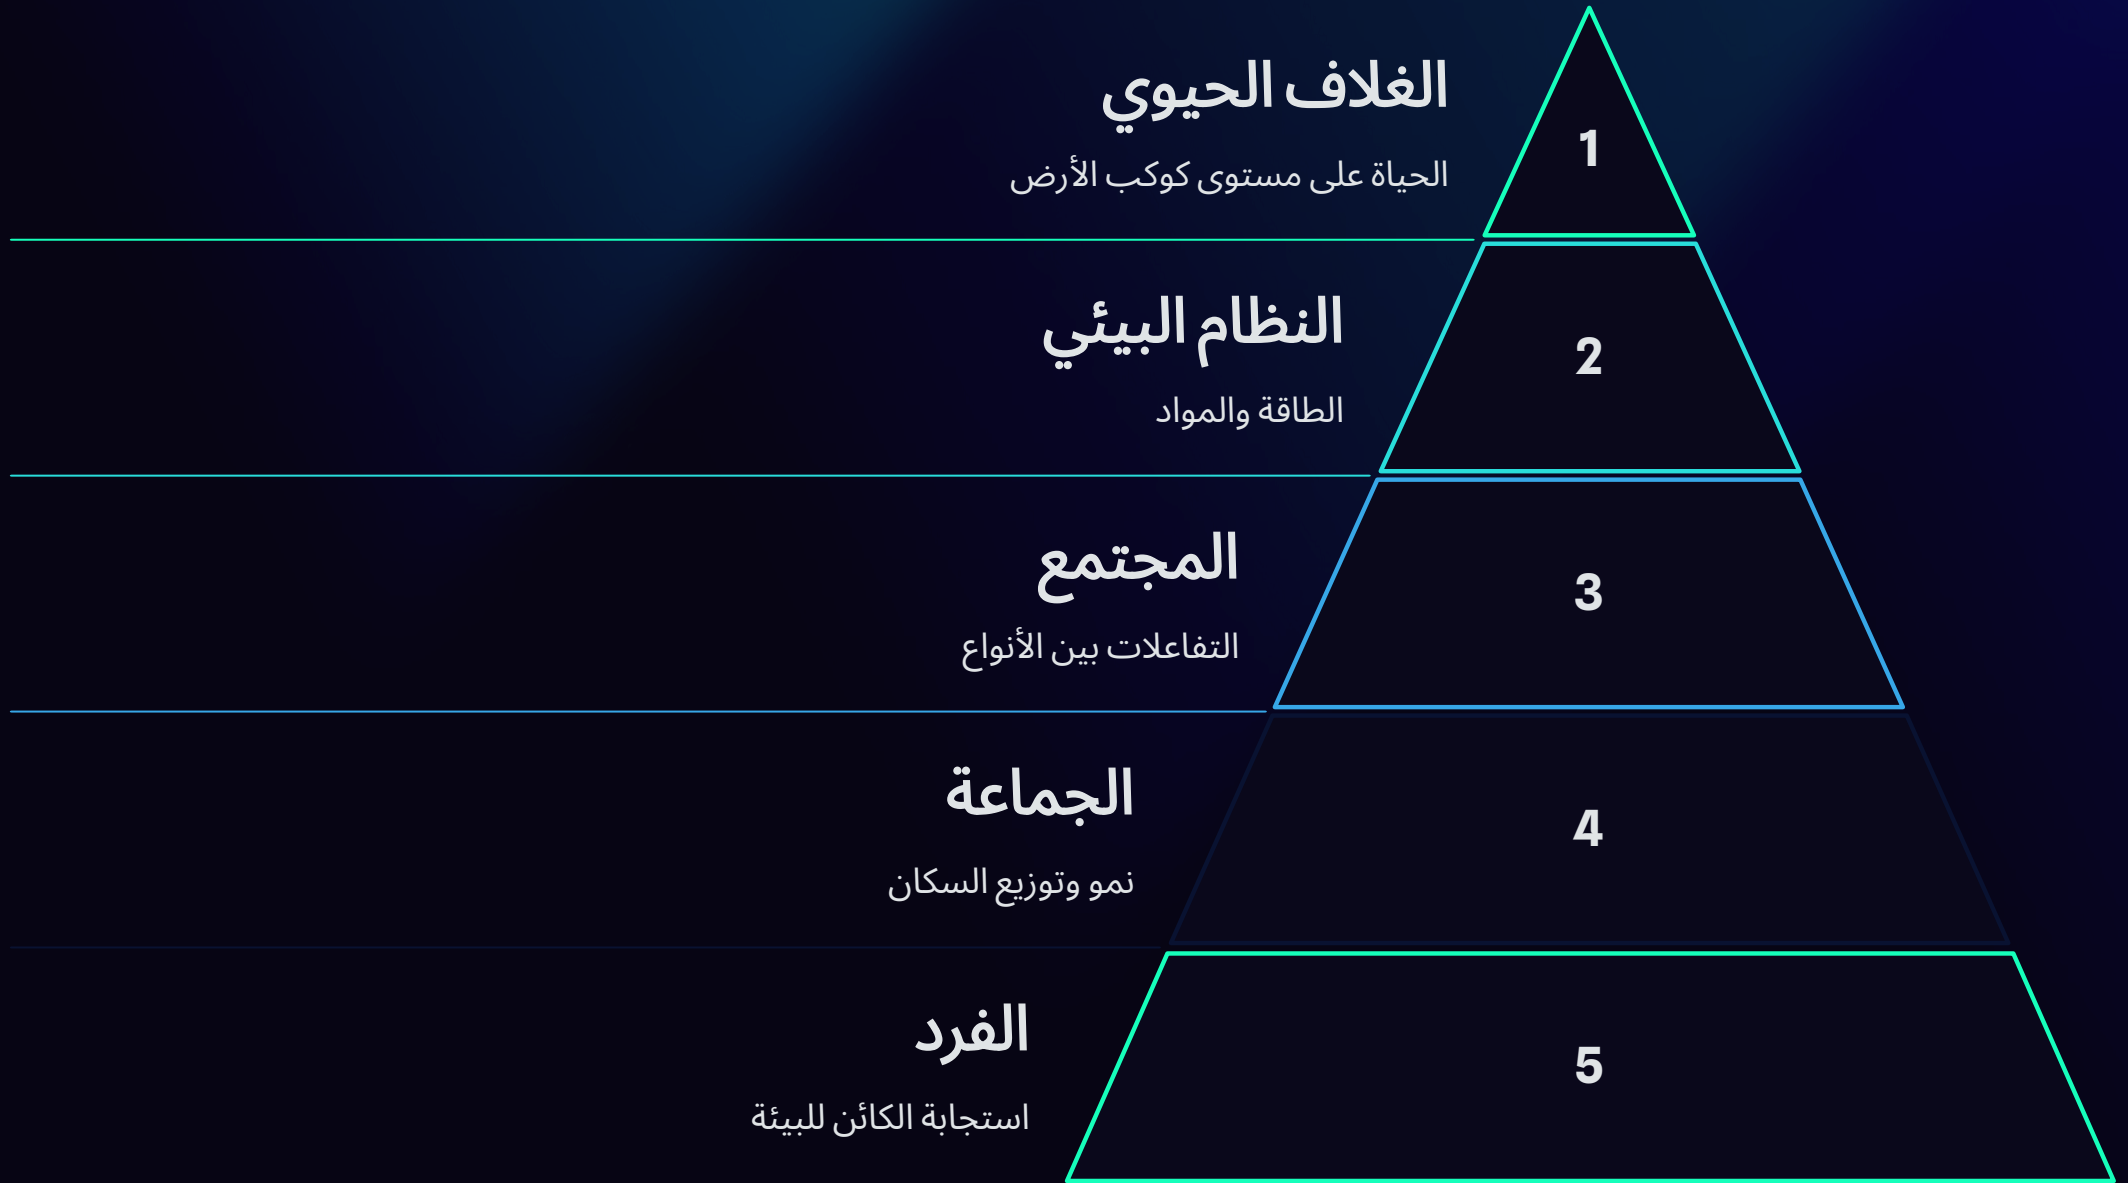 الغلاف الحيوي
الحياة على مستوى كوكب الأرض
1
النظام البيئي
الطاقة والمواد
2
المجتمع
التفاعلات بين الأنواع
3
الجماعة
نمو وتوزيع السكان
4
الفرد
استجابة الكائن للبيئة
5